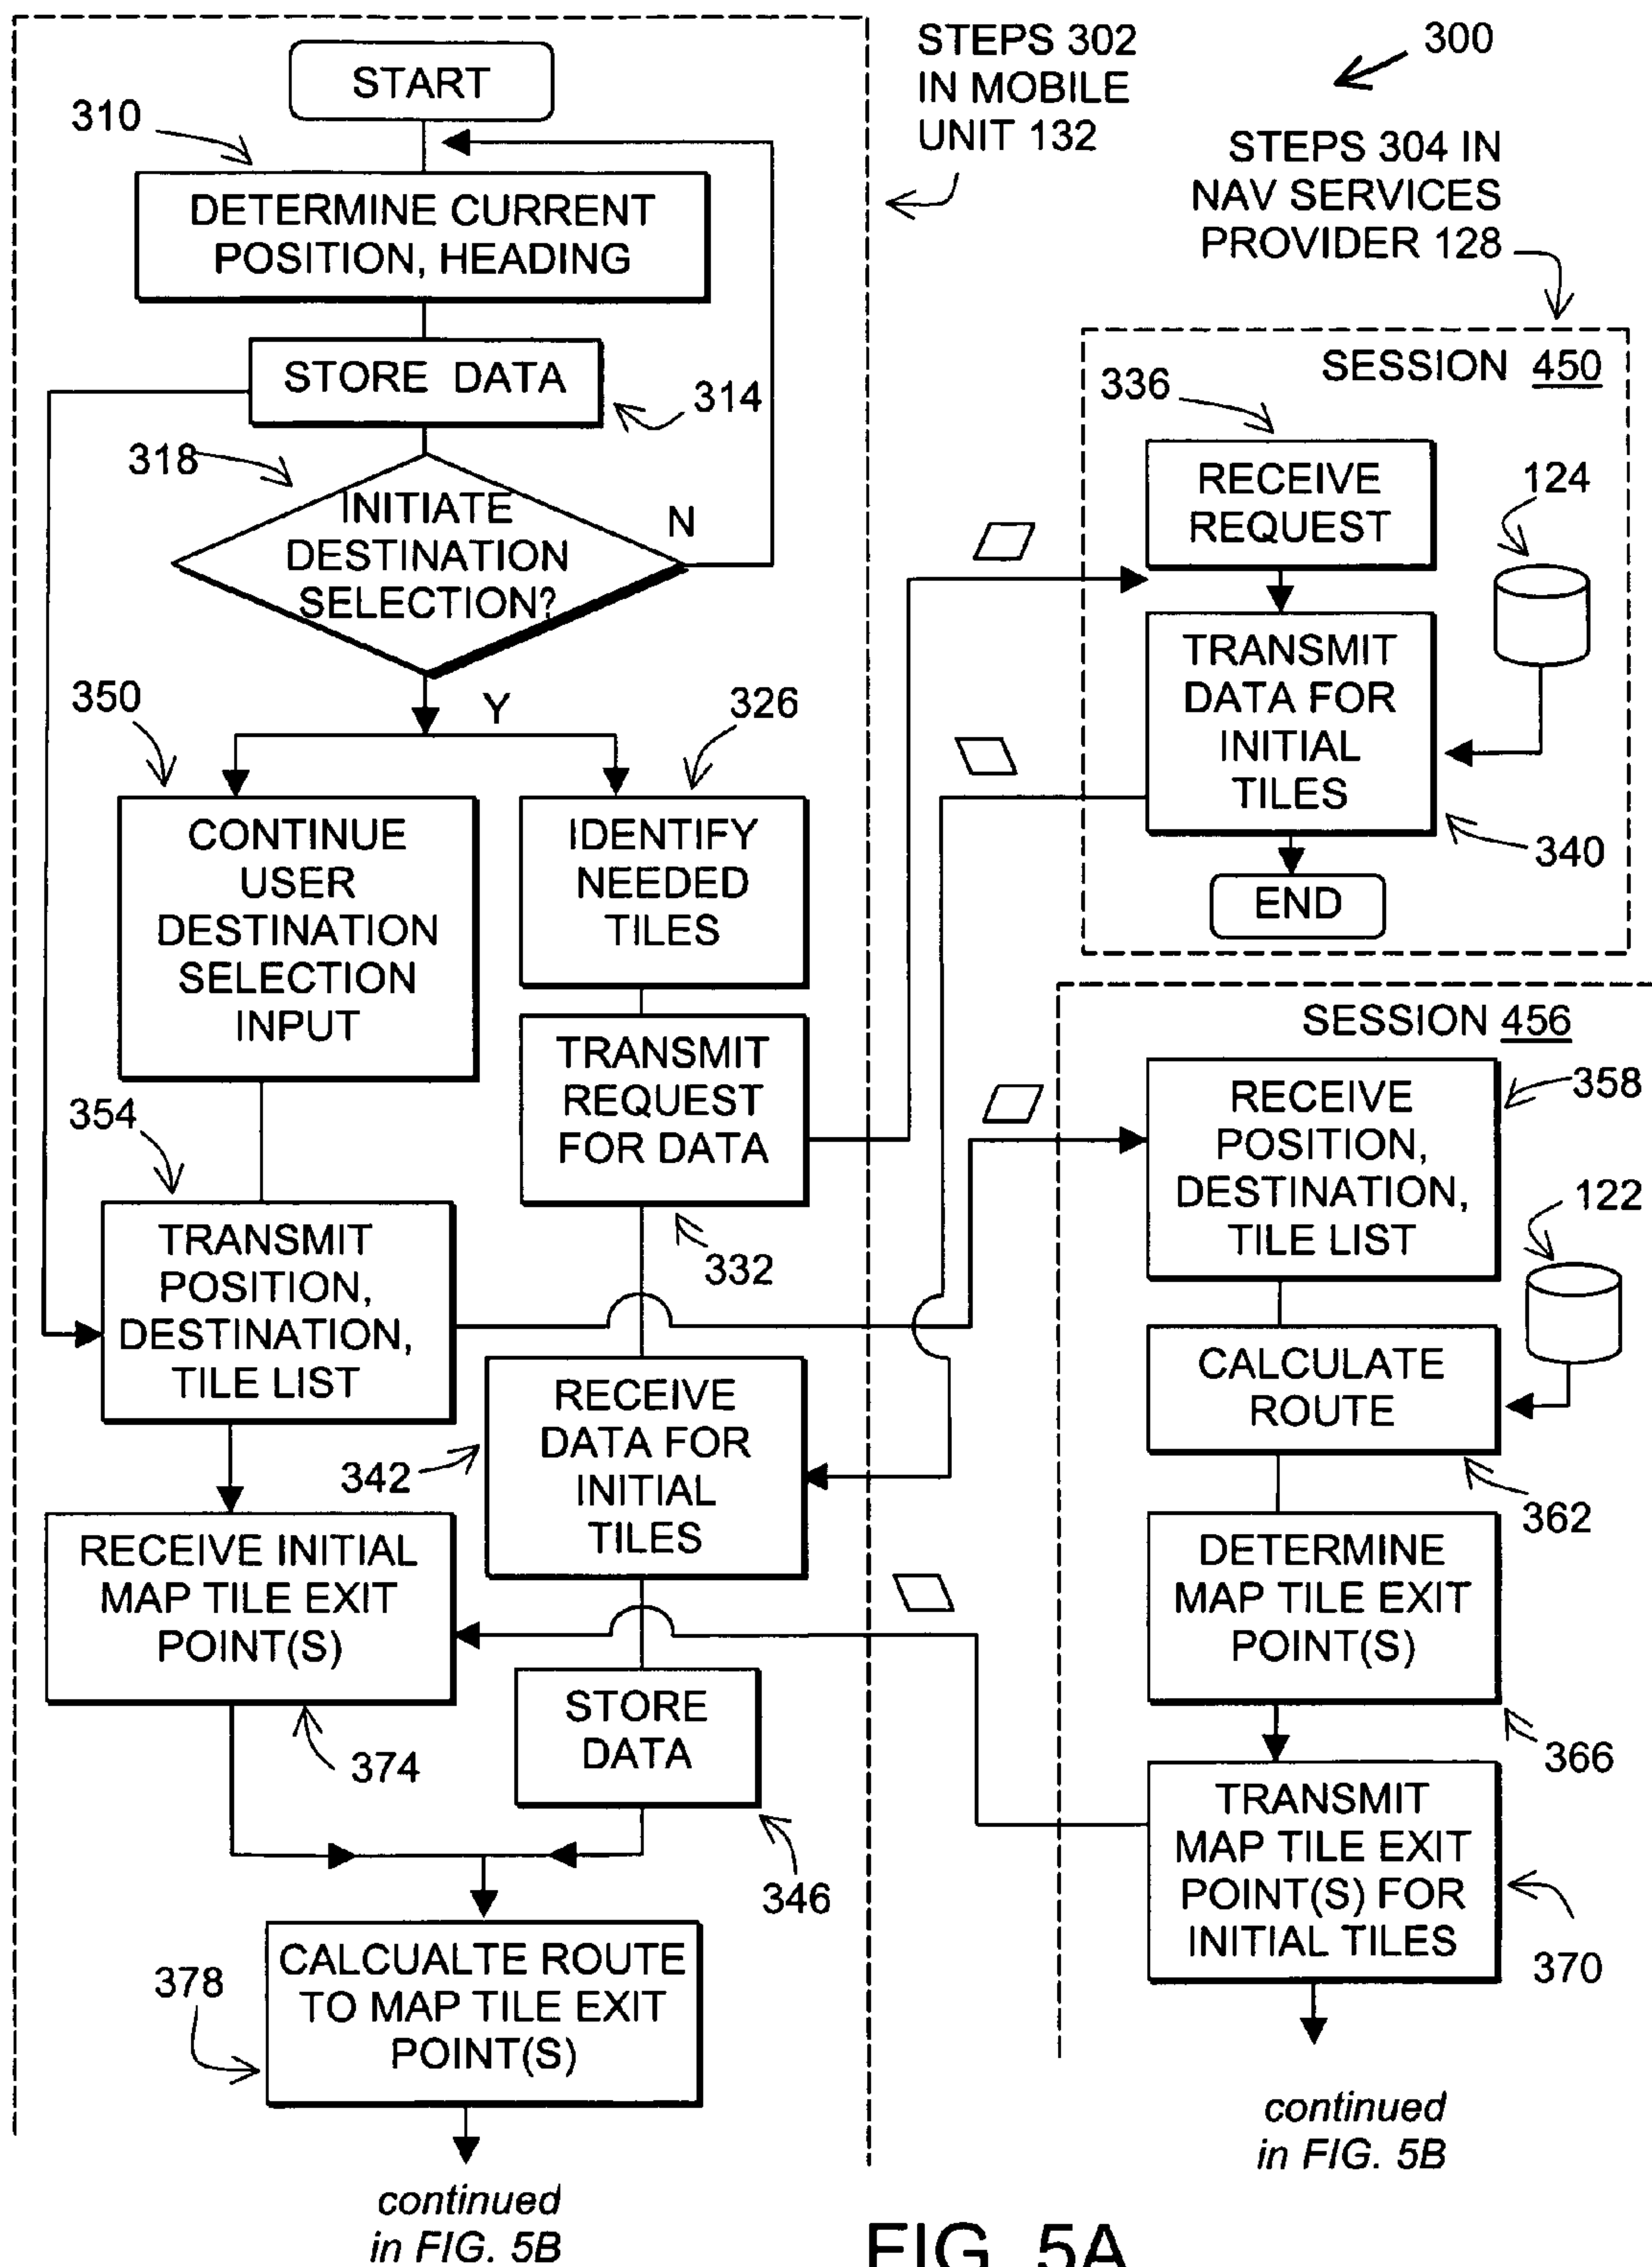 START
310
DETERMINE CURRENT
POSITION, HEADING
STORE DATA
314
318
INITIATE
DESTINATION
SELECTION?
N
Y
350
326
CONTINUE
USER
DESTINATION
SELECTION
INPUT
IDENTIFY
NEEDED
TILES
TRANSMIT
REQUEST
FOR DATA
332
354
TRANSMIT
POSITION,
DESTINATION,
TILE LIST
RECEIVE
DATA FOR
INITIAL
TILES
342
RECEIVE INITIAL
MAP TILE EXIT
POINT(S)
374
STORE
DATA
346
CALCUALTE ROUTE
TO MAP TILE EXIT
POINT(S)
378
continued
in FIG. 5B
STEPS 302
IN MOBILE
UNIT 132
300
STEPS 304 IN
NAV SERVICES
PROVIDER 128
SESSION 450
336
RECEIVE
REQUEST
124
TRANSMIT
DATA FOR
INITIAL
TILES
340
END
SESSION 456
RECEIVE
POSITION,
DESTINATION,
TILE LIST
358
122
CALCULATE
ROUTE
362
DETERMINE
MAP TILE EXIT
POINT(S)
366
TRANSMIT
MAP TILE EXIT
POINT(S) FOR
INITIAL TILES
370
continued
in FIG. 5B
FIG. 5A